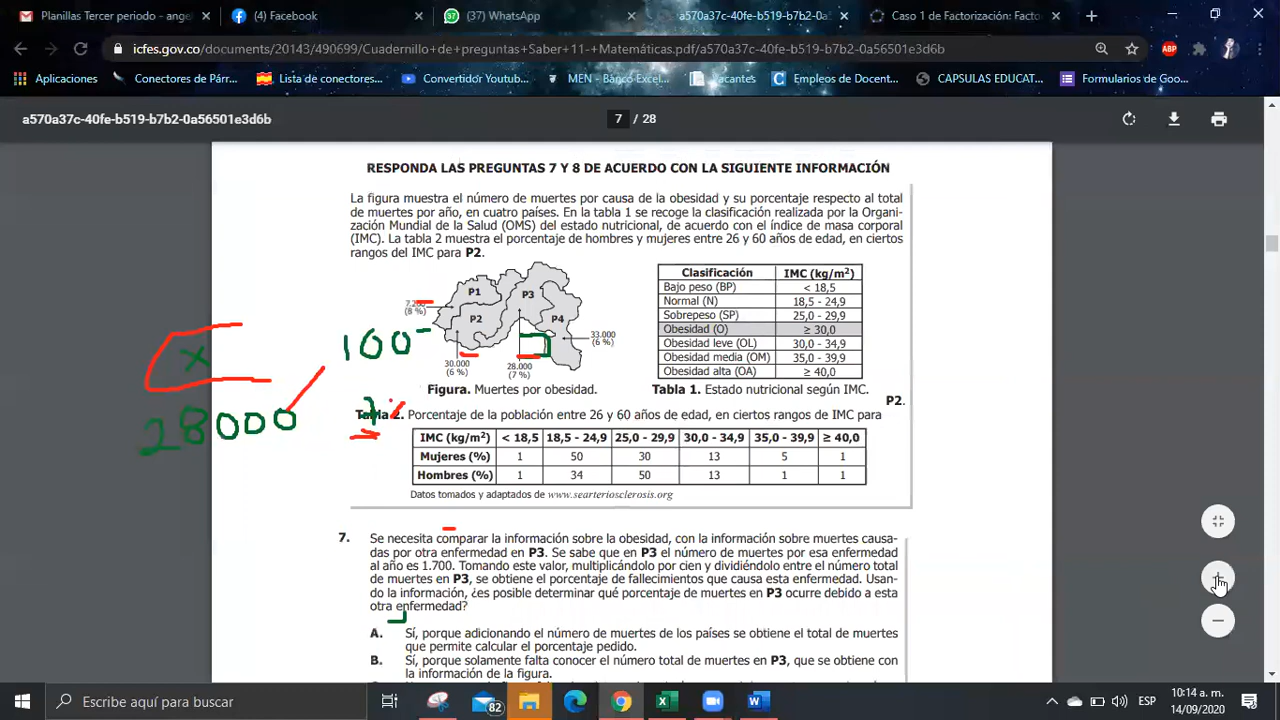 Planillas Tercer periodo - ange
(4) Facebook
(37) WhatsApp
a570a37c-40fe-b519-b7b2-0a5650
Caso 1 de Factorización: Facto
icfes.gov.co/documents/20143/490699/Cuadernillo+de+preguntas+Saber+11+Matemáticas.pdf/a570a37c-40fe-b519-b7b2-0a56501e3d6b
ABP
Aplicaciones
Conectores de Párr...
Lista de conectores...
Convertidor Youtub...
MEN - Banco Excel...
Vacantes
Empleos de Docent...
CAPSULAS EDUCAT...
Formularios de Goo...
a570a37c-40fe-b519-b7b2-0a56501e3d6b
7 / 28
RESPONDA LAS PREGUNTAS 7 Y 8 DE ACUERDO CON LA SIGUIENTE INFORMACIÓN
La figura muestra el número de muertes por causa de la obesidad y su porcentaje respecto al total
de muertes por año, en cuatro países. En la tabla 1 se recoge la clasificación realizada por la Organi-
zación Mundial de la Salud (OMS) del estado nutricional, de acuerdo con el índice de masa corporal
(IMC). La tabla 2 muestra el porcentaje de hombres y mujeres entre 26 y 60 años de edad, en ciertos
rangos del IMC para P2.
P1
P3
P2
P4
(8 %)
33.000
(6 %)
30.000
(6 %)
28.000
(7 %)
Figura. Muertes por obesidad.
Clasificación IMC (kg/m²)
Bajo peso (BP) < 18,5
Normal (N) 18,5 - 24,9
Sobrepeso (SP) 25,0 - 29,9
Obesidad (O) ≥ 30,0
Obesidad leve (OL) 30,0 - 34,9
Obesidad media (OM) 35,0 - 39,9
Obesidad alta (OA) ≥ 40,0
Tabla 1. Estado nutricional según IMC.
x 100
28000 7 %
P2.
Tabla 2. Porcentaje de la población entre 26 y 60 años de edad, en ciertos rangos de IMC para
IMC (kg/m²) < 18,5 18,5 - 24,9 25,0 - 29,9 30,0 - 34,9 35,0 - 39,9 ≥ 40,0
Mujeres (%) 1 50 30 13 5 1
Hombres (%) 1 34 50 13 1 1
Datos tomados y adaptados de www.searteriosclerosis.org
7. Se necesita comparar la información sobre la obesidad, con la información sobre muertes causa-
das por otra enfermedad en P3. Se sabe que en P3 el número de muertes por esa enfermedad
al año es 1.700. Tomando este valor, multiplicándolo por cien y dividiéndolo entre el número total
de muertes en P3, se obtiene el porcentaje de fallecimientos que causa esta enfermedad. Usan-
do la información, ¿es posible determinar qué porcentaje de muertes en P3 ocurre debido a esta
otra enfermedad?
A. Sí, porque adicionando el número de muertes de los países se obtiene el total de muertes
que permite calcular el porcentaje pedido.
B. Sí, porque solamente falta conocer el número total de muertes en P3, que se obtiene con
la información de la figura.
Escribe aquí para buscar
82
ESP
10:14 a. m.
14/09/2020